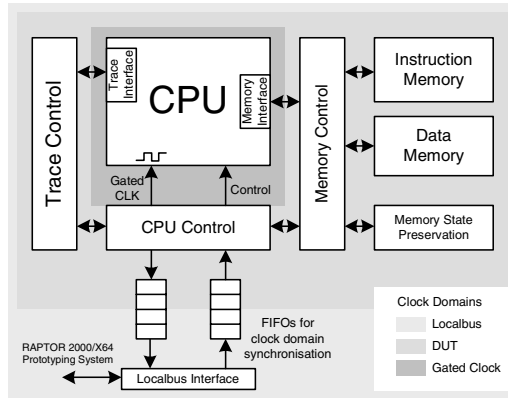 Trace Control
Trace
Interface
CPU
Memory
Interface
Gated
CLK
Control
CPU Control
Memory Control
Instruction
Memory
Data
Memory
Memory State
Preservation
FIFOs for
clock domain
synchronisation
RAPTOR 2000/X64
Prototyping System
Localbus Interface
Clock Domains
Localbus
DUT
Gated Clock